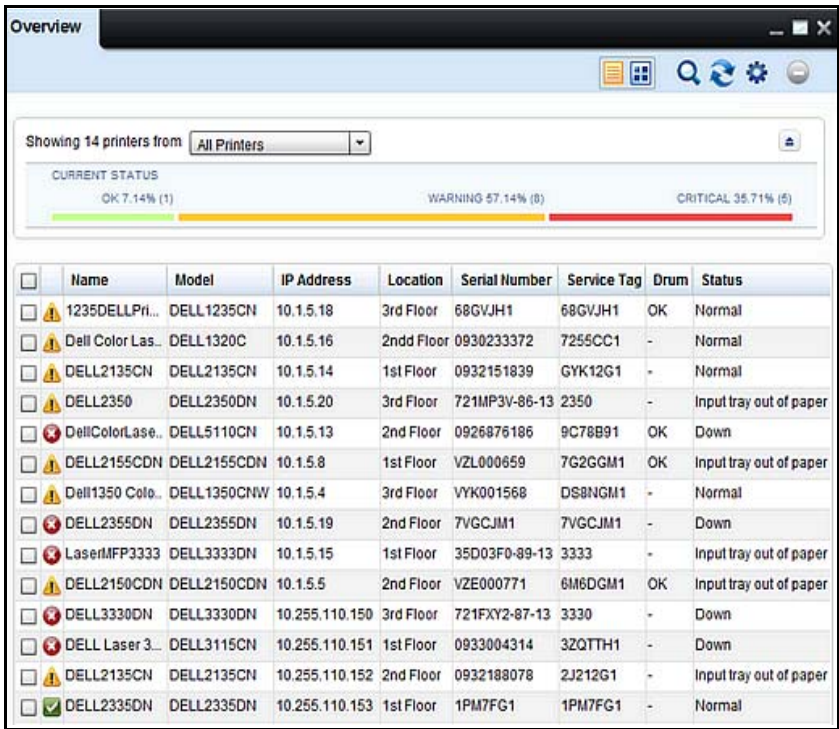 Overview
Showing 14 printers from All Printers
CURRENT STATUS
OK 7.14% (1) WARNING 57.14% (8) CRITICAL 35.71% (5)
Name Model IP Address Location Serial Number Service Tag Drum Status
1235DELLPri... DELL1235CN 10.1.5.18 3rd Floor 68GVJH1 68GVJH1 OK Normal
Dell Color Las.. DELL1320C 10.1.5.16 2ndd Floor 0930233372 7255CC1 - Normal
DELL2135CN DELL2135CN 10.1.5.14 1st Floor 0932151839 GYK12G1 - Normal
DELL2350 DELL2350DN 10.1.5.20 3rd Floor 721MP3V-86-13 2350 - Input tray out of paper
DellColorLase.. DELL5110CN 10.1.5.13 2nd Floor 0926876186 9C78B91 OK Down
DELL2155CDN DELL2155CDN 10.1.5.8 1st Floor VZL000659 7G2GGM1 OK Input tray out of paper
Dell1350 Colo.. DELL1350CNW 10.1.5.4 3rd Floor VYK001568 DS8NGM1 - Normal
DELL2355DN DELL2355DN 10.1.5.19 2nd Floor 7VGCJM1 7VGCJM1 - Down
LaserMFP3333 DELL3333DN 10.1.5.15 1st Floor 35D03F0-89-13 3333 - Input tray out of paper
DELL2150CDN DELL2150CDN 10.1.5.5 2nd Floor VZE000771 6M6DGM1 OK Input tray out of paper
DELL3330DN DELL3330DN 10.255.110.150 3rd Floor 721FXY2-87-13 3330 - Down
DELL Laser 3... DELL3115CN 10.255.110.151 1st Floor 0933004314 3ZQTTH1 - Down
DELL2135CN DELL2135CN 10.255.110.152 2nd Floor 0932188078 2J212G1 - Input tray out of paper
DELL2335DN DELL2335DN 10.255.110.153 1st Floor 1PM7FG1 1PM7FG1 - Normal